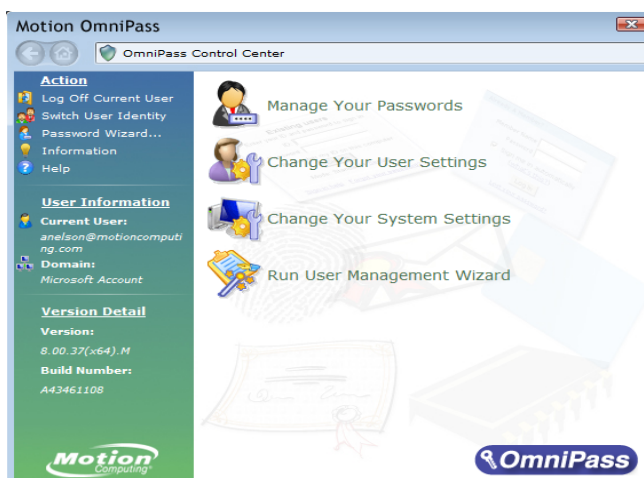 Motion OmniPass
OmniPass Control Center
Action
Log Off Current User
Switch User Identity
Password Wizard...
Information
Help
User Information
Current User:
anelson@motioncomputi
ng.com
Domain:
Microsoft Account
Version Detail
Version:
8.00.37(x64).M
Build Number:
A43461108
Motion
Computing
Manage Your Passwords
Change Your User Settings
Change Your System Settings
Run User Management Wizard
OmniPass